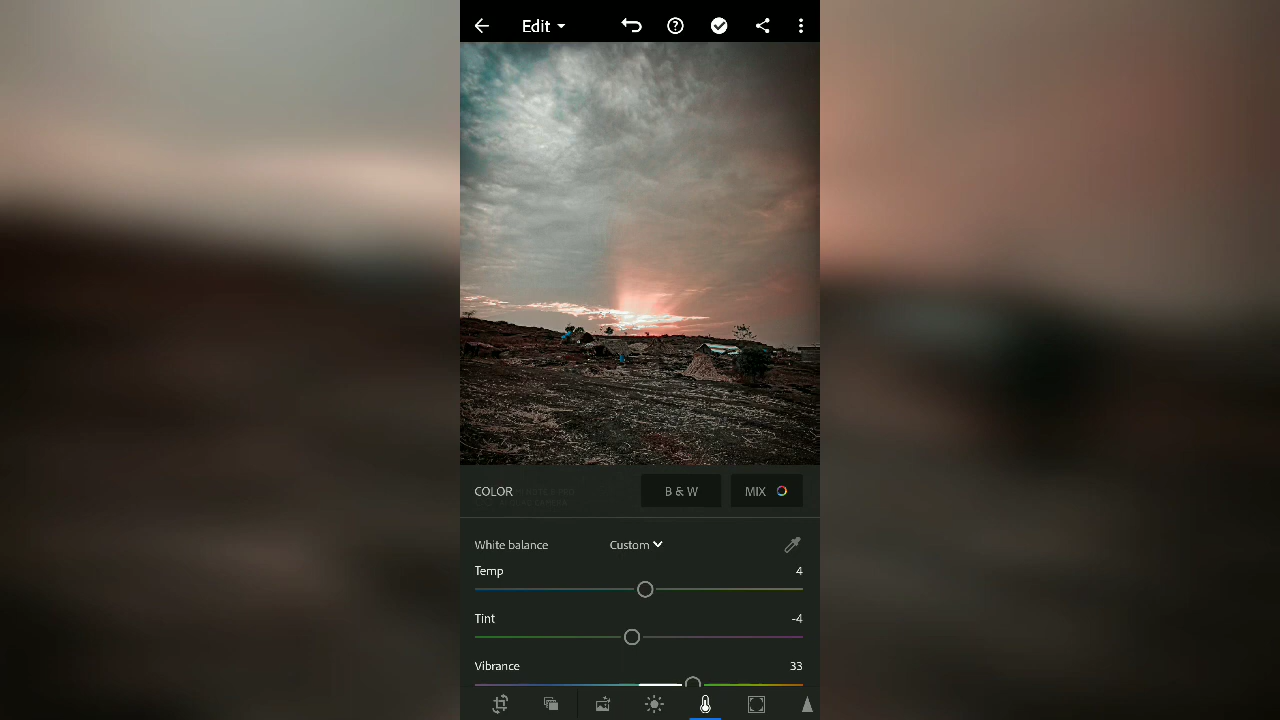 Edit
COLOR
B & W
MIX
White balance
Custom
Temp
4
Tint
-4
Vibrance
33